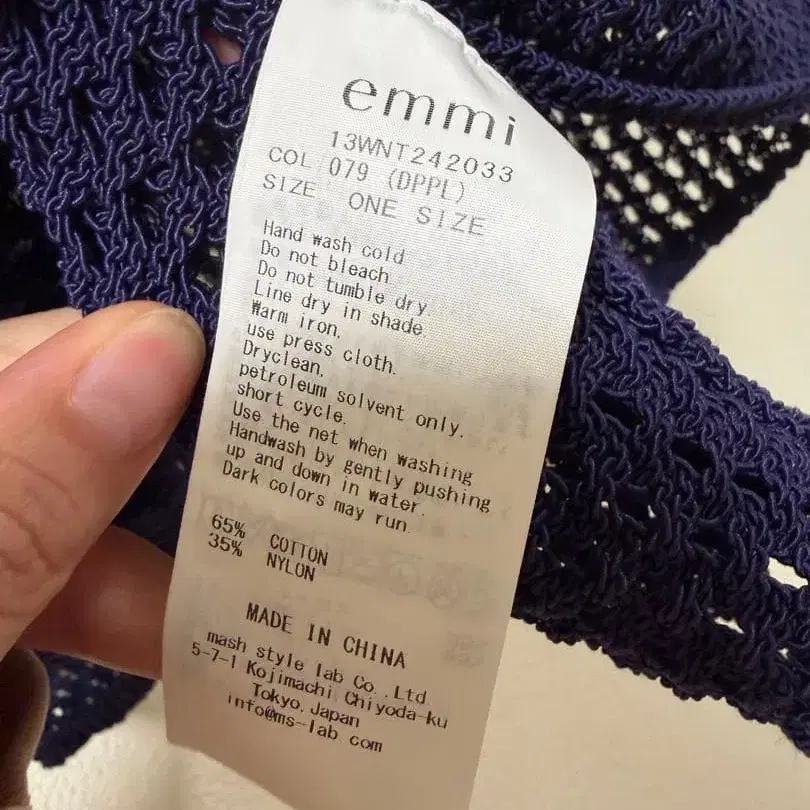 emmi
13WNT242033
COL 079 (DPPL)
SIZE ONE SIZE
Hand wash cold
Do not bleach
Do not tumble dry
Line dry in shade
Warm iron,
use press cloth.
Dryclean,
petroleum solvent only.
short cycle.
Use the net when washing
Handwash by gently pushing
up and down in water.
Dark colors may run.
65% COTTON
35% NYLON
MADE IN CHINA
mash style lab Co.,Ltd
5-7-1 Kojimachi Chiyoda-ku
Tokyo,Japan
info@ms-lab.com